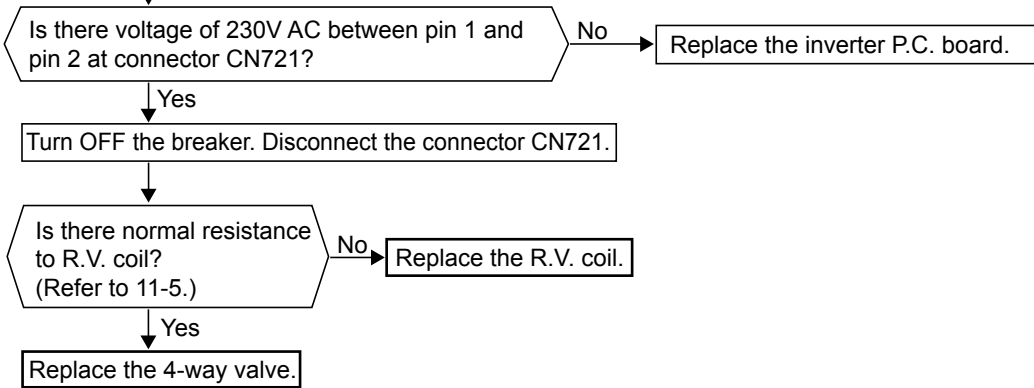 Is there voltage of 230V AC between pin 1 and
pin 2 at connector CN721?
No
Replace the inverter P.C. board.
Yes
Turn OFF the breaker. Disconnect the connector CN721.
Is there normal resistance
to R.V. coil?
(Refer to 11-5.)
No
Replace the R.V. coil.
Yes
Replace the 4-way valve.